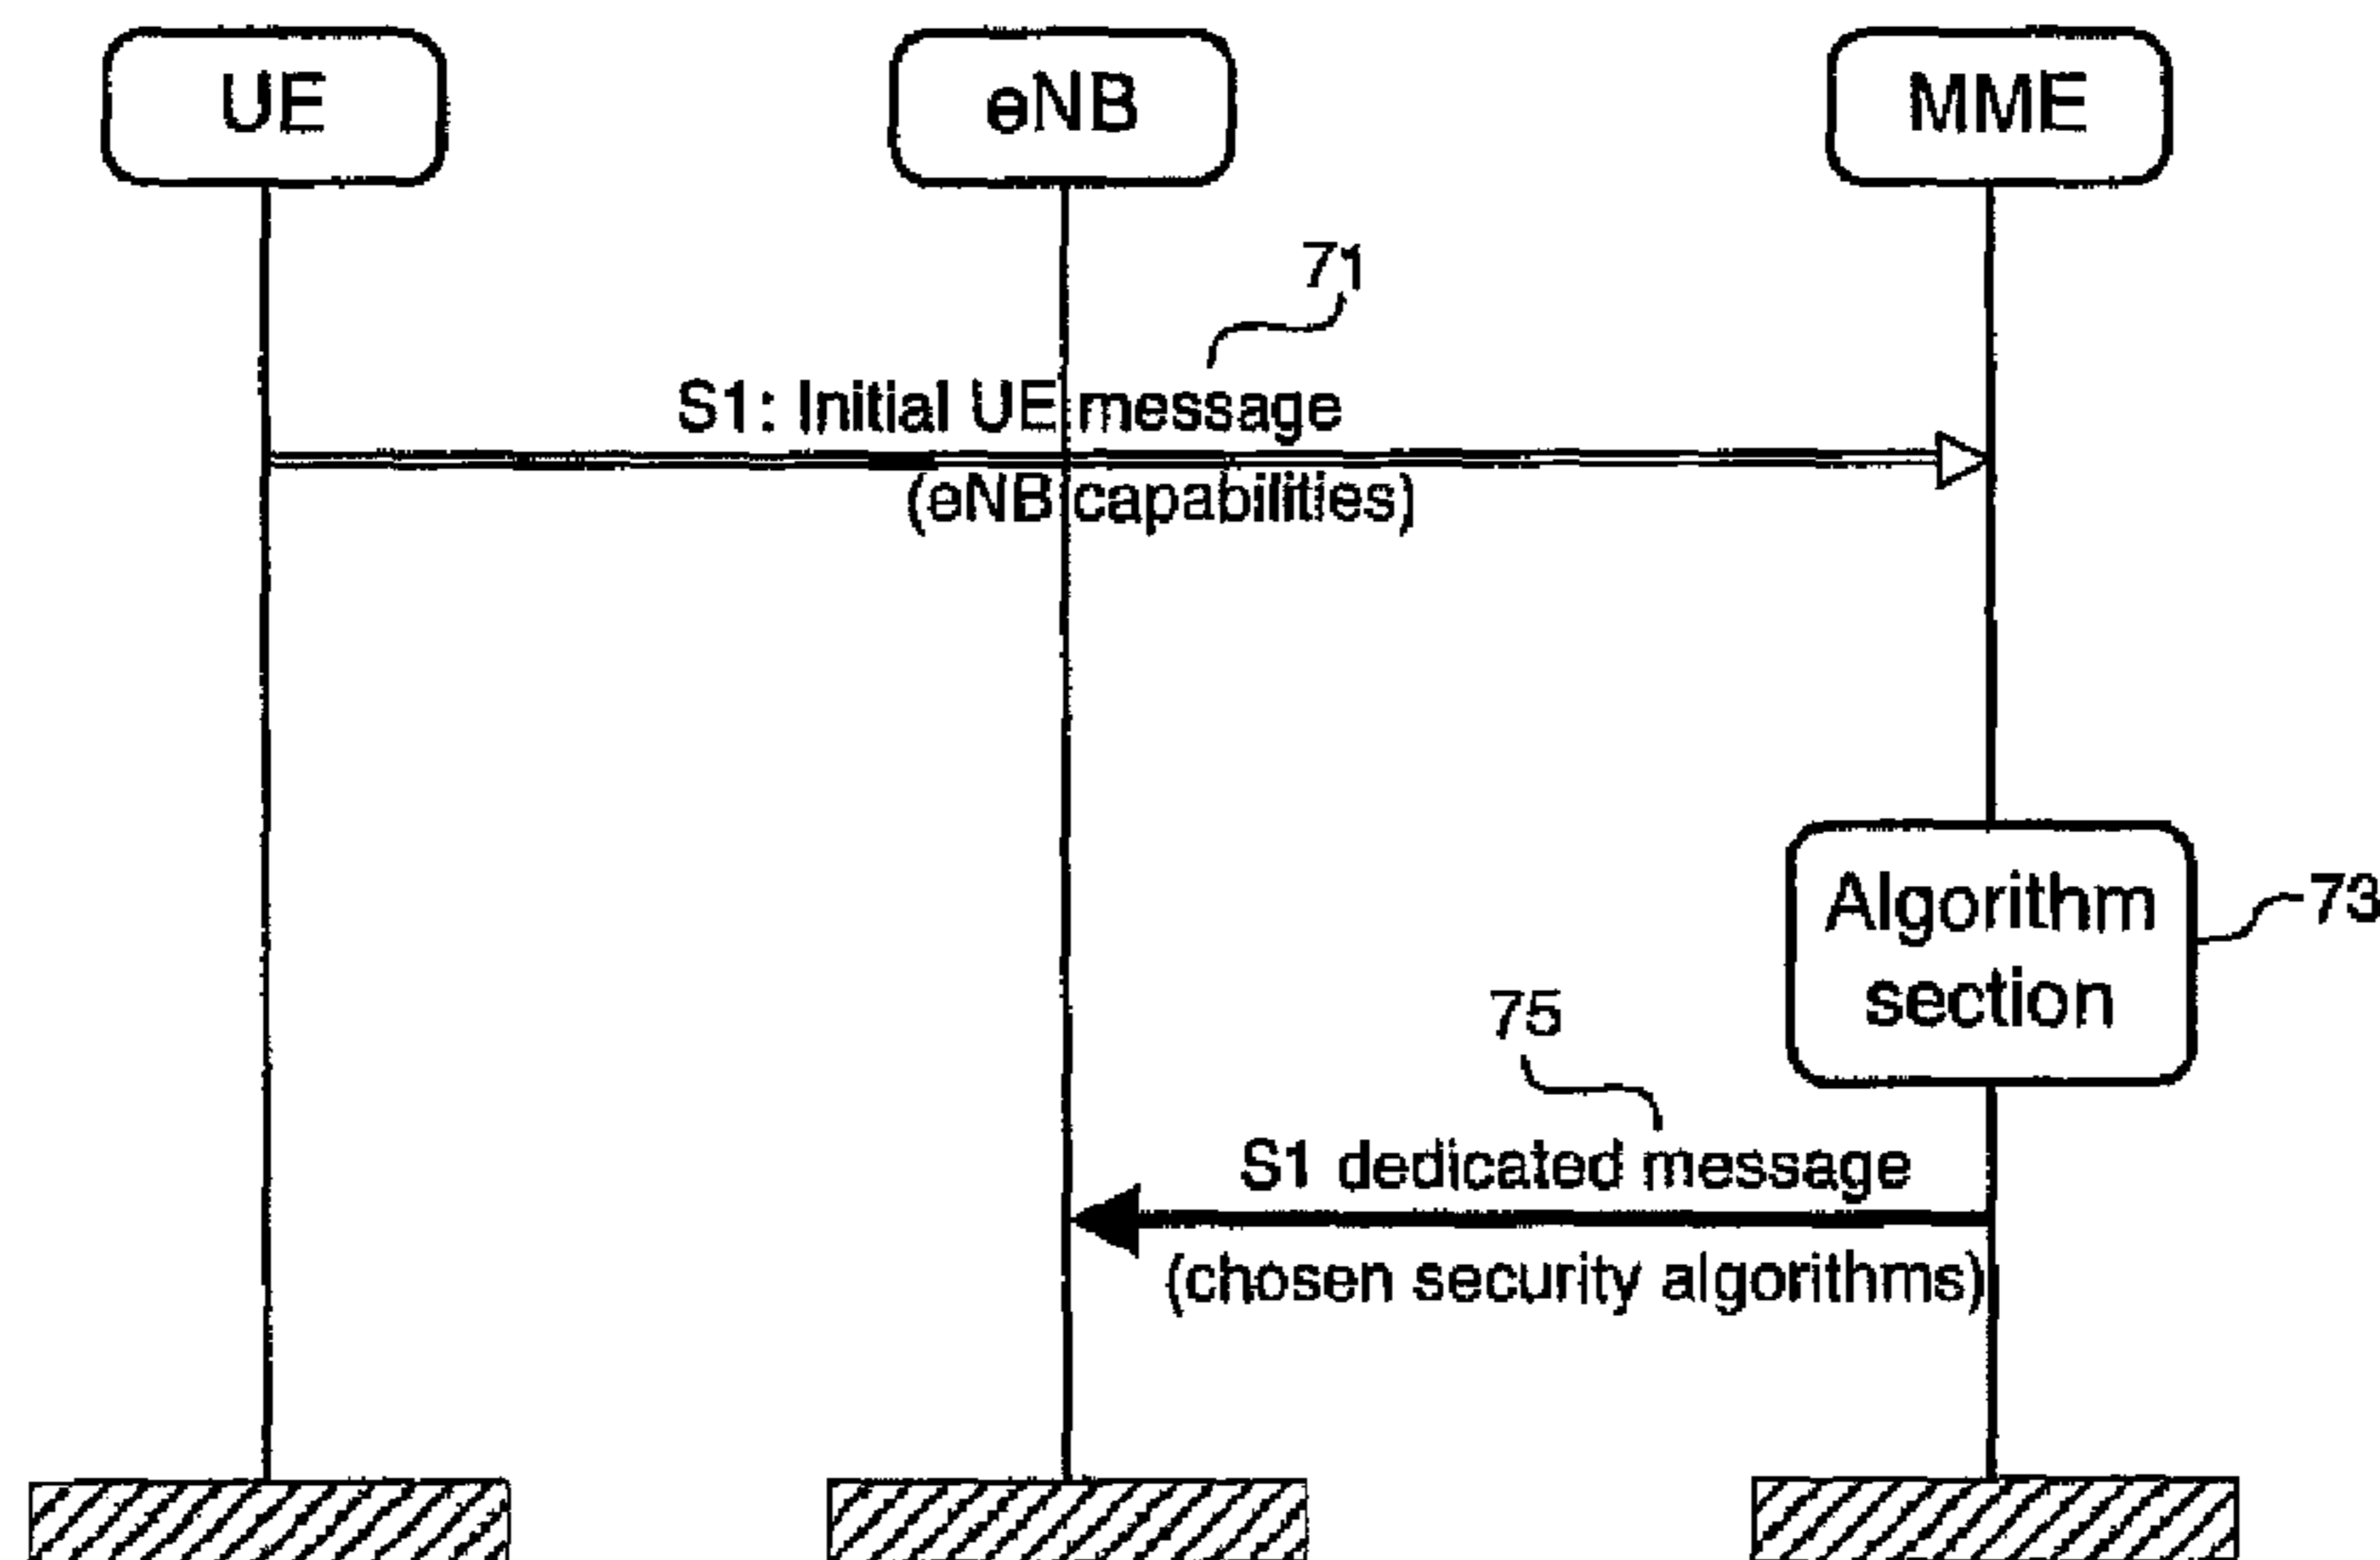 UE
eNB
MME
71
S1: Initial UE message
(eNB capabilities)
Algorithm
section
73
75
S1 dedicated message
(chosen security algorithms)